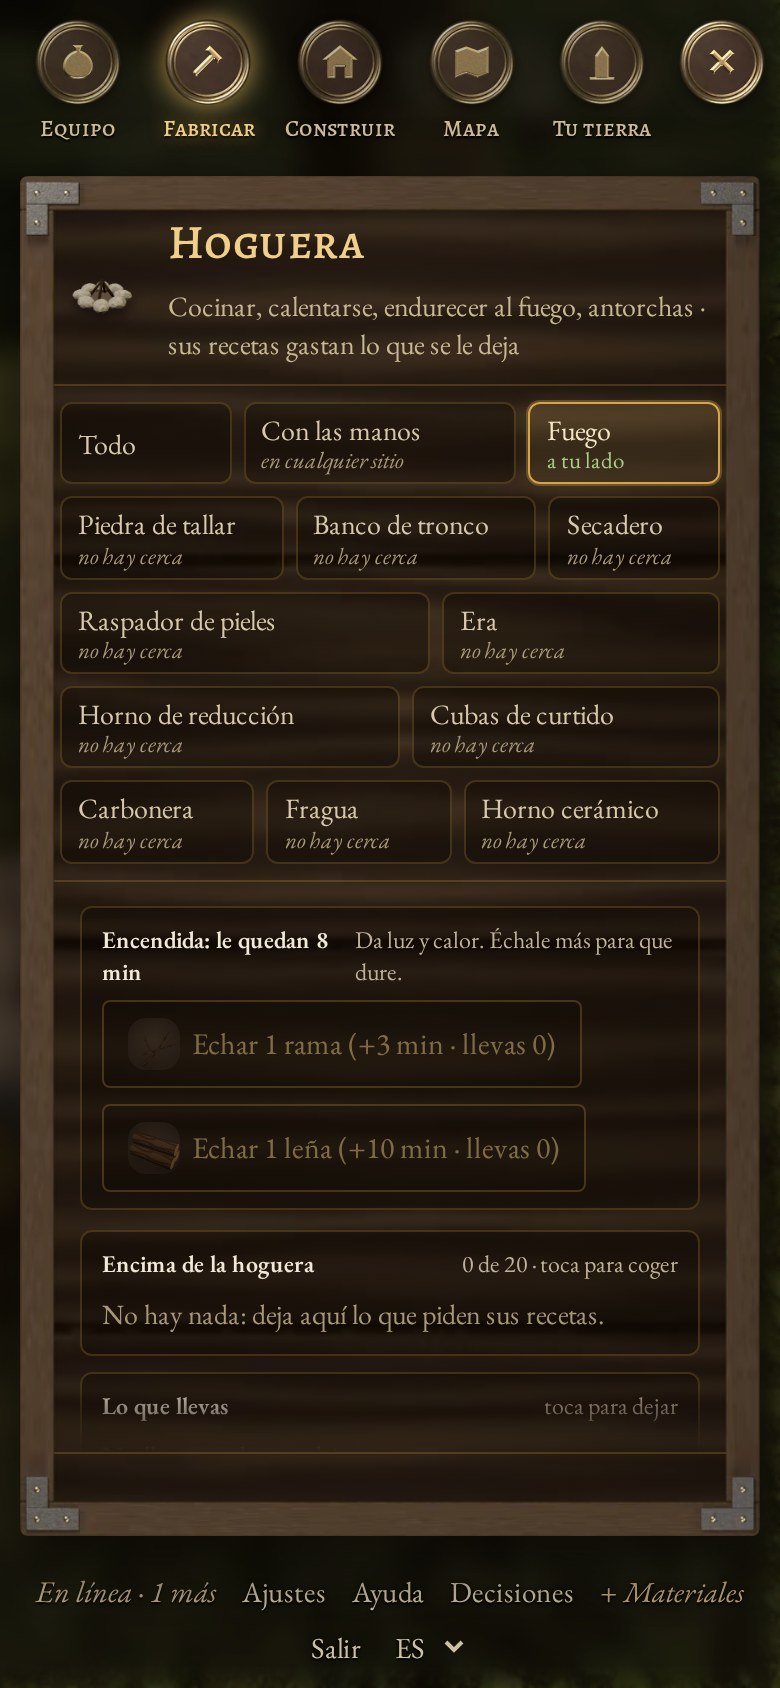 Equipo
Fabricar
Construir
Mapa
Tu tierra
Hoguera
Cocinar, calentarse, endurecer al fuego, antorchas ·
sus recetas gastan lo que se le deja
Todo
Con las manos
en cualquier sitio
Fuego
a tu lado
Piedra de tallar
no hay cerca
Banco de tronco
no hay cerca
Secadero
no hay cerca
Raspador de pieles
no hay cerca
Era
no hay cerca
Horno de reducción
no hay cerca
Cubas de curtido
no hay cerca
Carbonera
no hay cerca
Fragua
no hay cerca
Horno cerámico
no hay cerca
Encendida: le quedan 8
min
Da luz y calor. Échale más para que
dure.
Echar 1 rama (+3 min · llevas 0)
Echar 1 leña (+10 min · llevas 0)
Encima de la hoguera
0 de 20 · toca para coger
No hay nada: deja aquí lo que piden sus recetas.
Lo que llevas
toca para dejar
En línea · 1 más
Ajustes
Ayuda
Decisiones
+ Materiales
Salir
ES